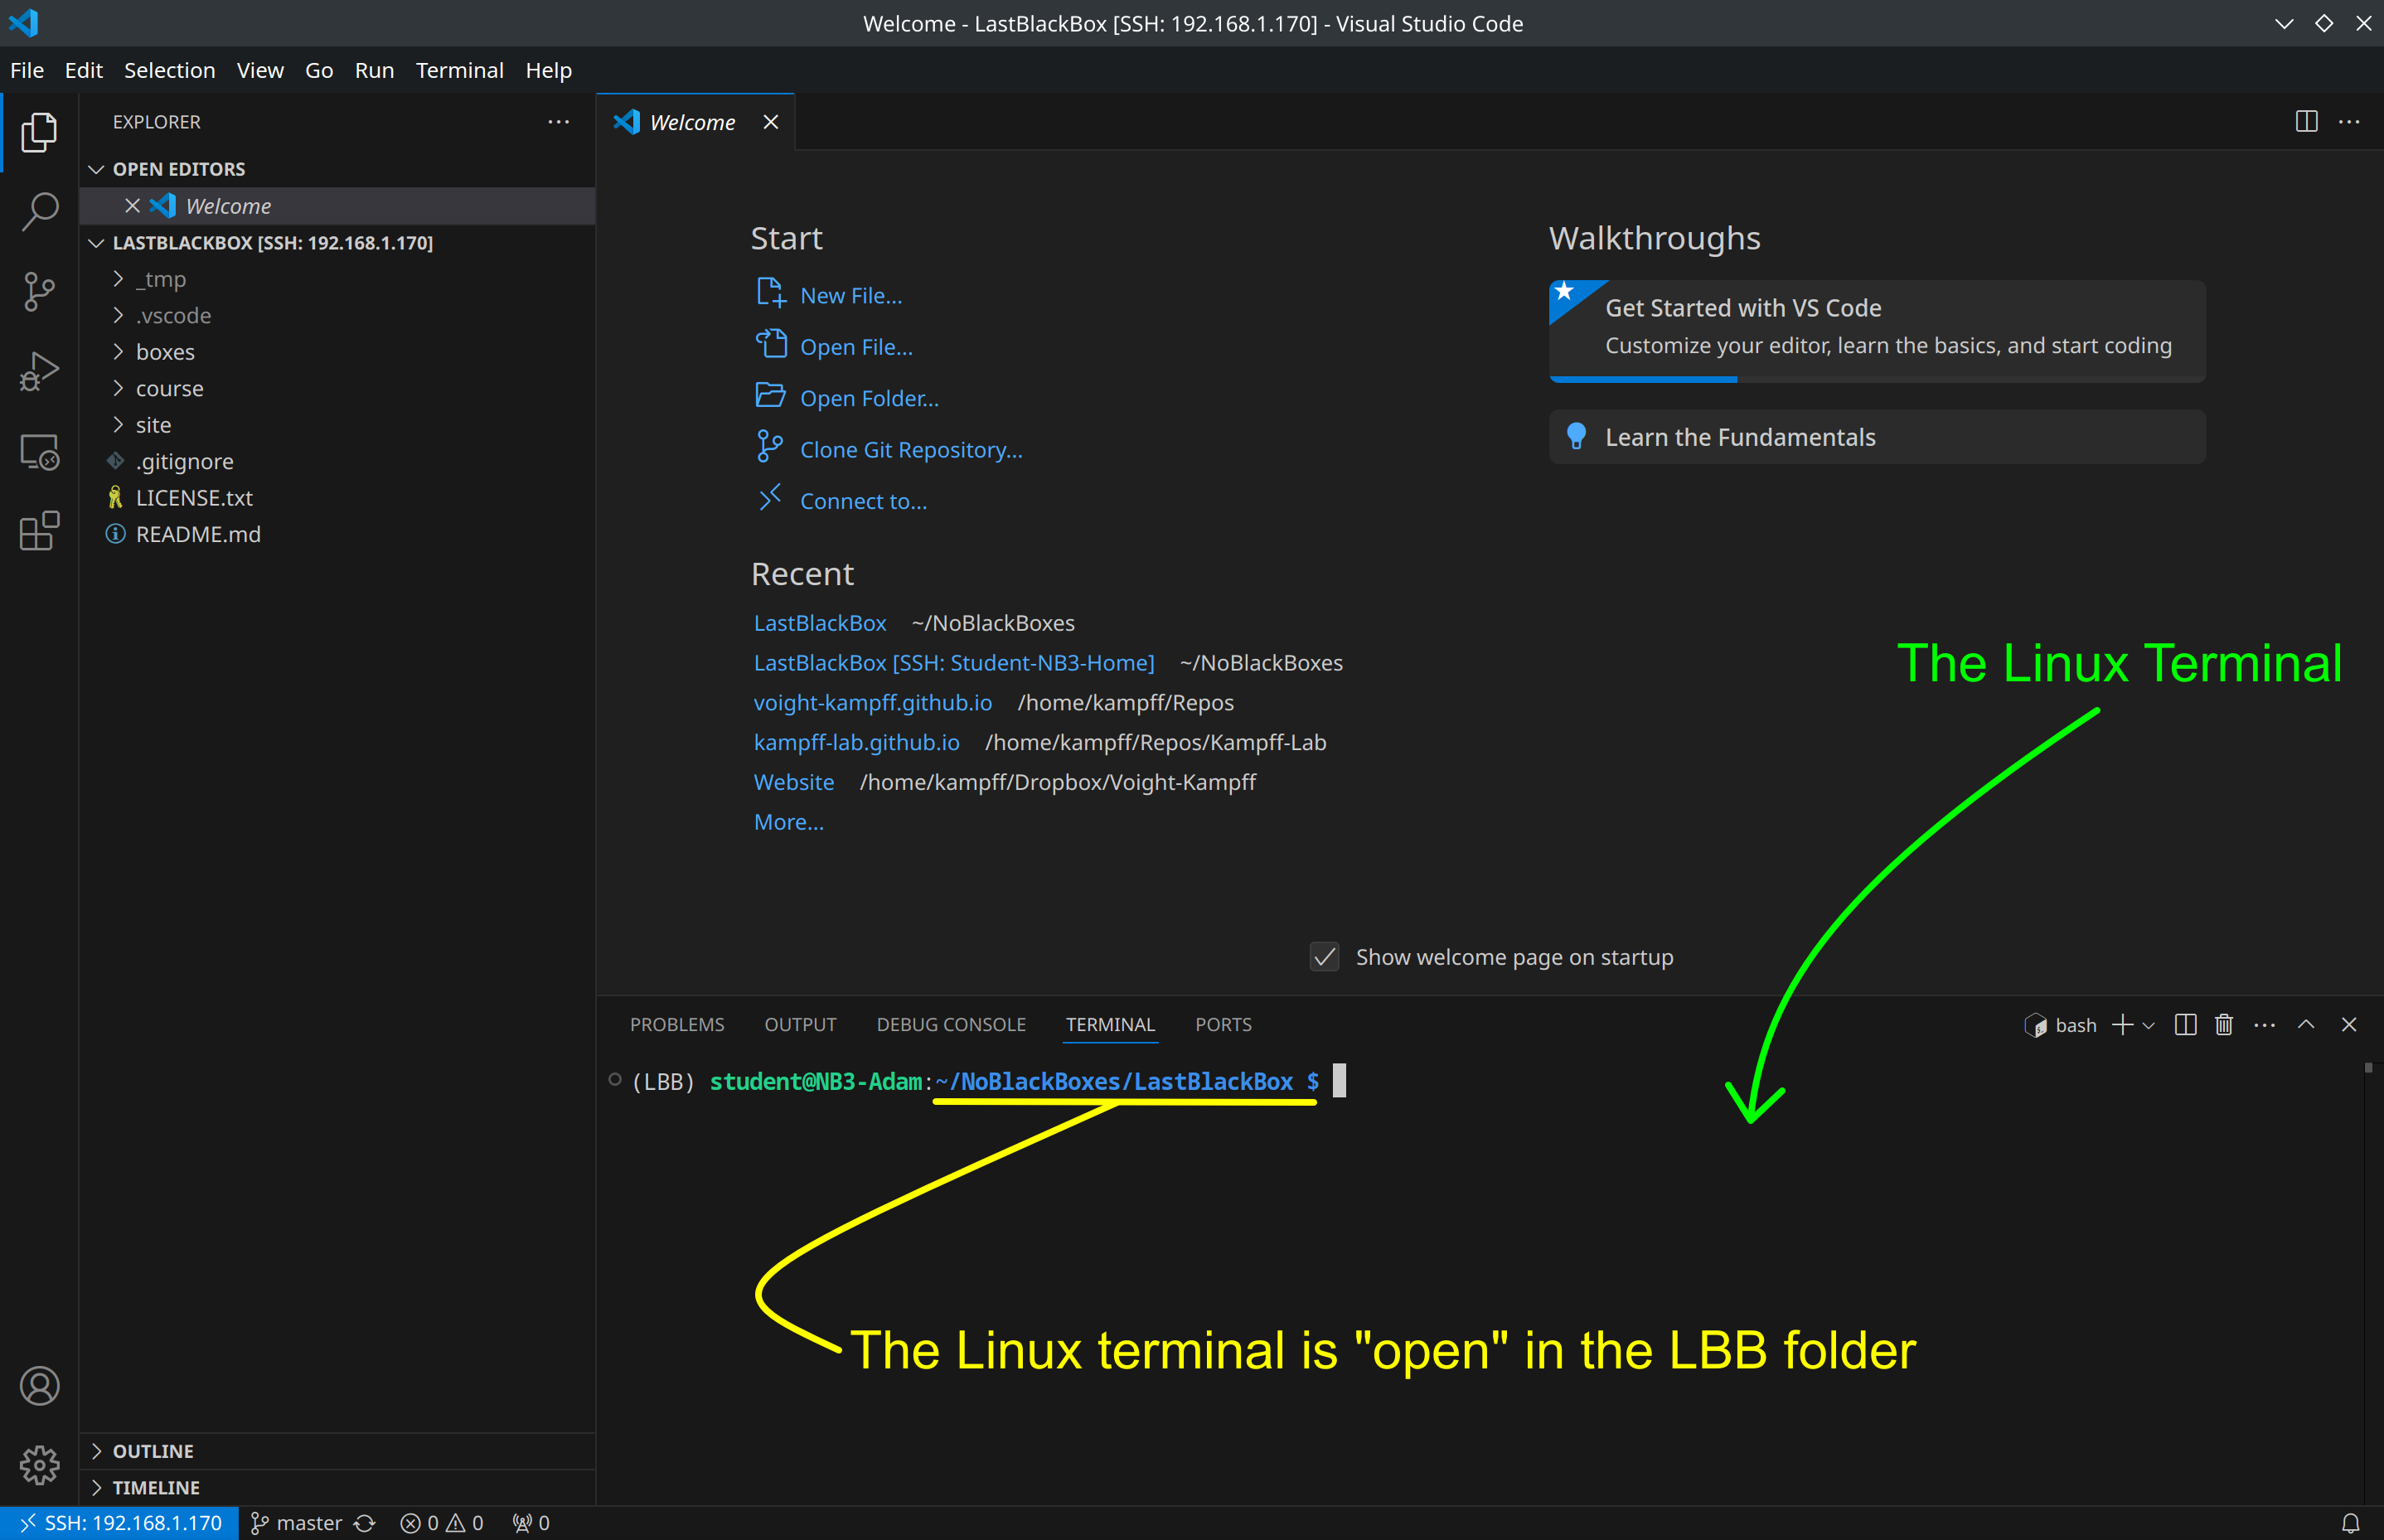 Welcome - LastBlackBox [SSH: 192.168.1.170] - Visual Studio Code
File Edit Selection View Go Run Terminal Help
EXPLORER
OPEN EDITORS
Welcome
LASTBLACKBOX [SSH: 192.168.1.170]
_tmp
.vscode
boxes
course
site
.gitignore
LICENSE.txt
README.md
OUTLINE
TIMELINE
Welcome
Start
New File...
Open File...
Open Folder...
Clone Git Repository...
Connect to...
Recent
LastBlackBox ~/NoBlackBoxes
LastBlackBox [SSH: Student-NB3-Home] ~/NoBlackBoxes
voight-kampff.github.io /home/kampff/Repos
kampff-lab.github.io /home/kampff/Repos/Kampff-Lab
Website /home/kampff/Dropbox/Voight-Kampff
More...
Walkthroughs
Get Started with VS Code
Customize your editor, learn the basics, and start coding
Learn the Fundamentals
The Linux Terminal
Show welcome page on startup
PROBLEMS OUTPUT DEBUG CONSOLE TERMINAL PORTS
bash
(LBB) student@NB3-Adam:~/NoBlackBoxes/LastBlackBox $
The Linux terminal is "open" in the LBB folder
SSH: 192.168.1.170 master 0 0 0